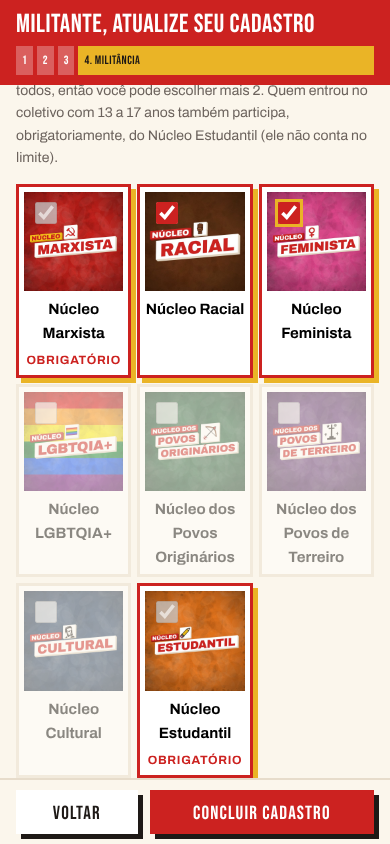 MILITANTE, ATUALIZE SEU CADASTRO
1 2 3 4. MILITÂNCIA
todos, então você pode escolher mais 2. Quem entrou no
coletivo com 13 a 17 anos também participa,
obrigatoriamente, do Núcleo Estudantil (ele não conta no
limite).
NÚCLEO
MARXISTA
Núcleo
Marxista
OBRIGATÓRIO
NÚCLEO
RACIAL
Núcleo Racial
NÚCLEO
FEMINISTA
Núcleo
Feminista
NÚCLEO
LGBTQIA+
Núcleo
LGBTQIA+
NÚCLEO DOS
POVOS
ORIGINÁRIOS
Núcleo dos
Povos
Originários
NÚCLEO DOS
POVOS
DE TERREIRO
Núcleo dos
Povos de
Terreiro
NÚCLEO
CULTURAL
Núcleo
Cultural
NÚCLEO
ESTUDANTIL
Núcleo
Estudantil
OBRIGATÓRIO
VOLTAR
CONCLUIR CADASTRO